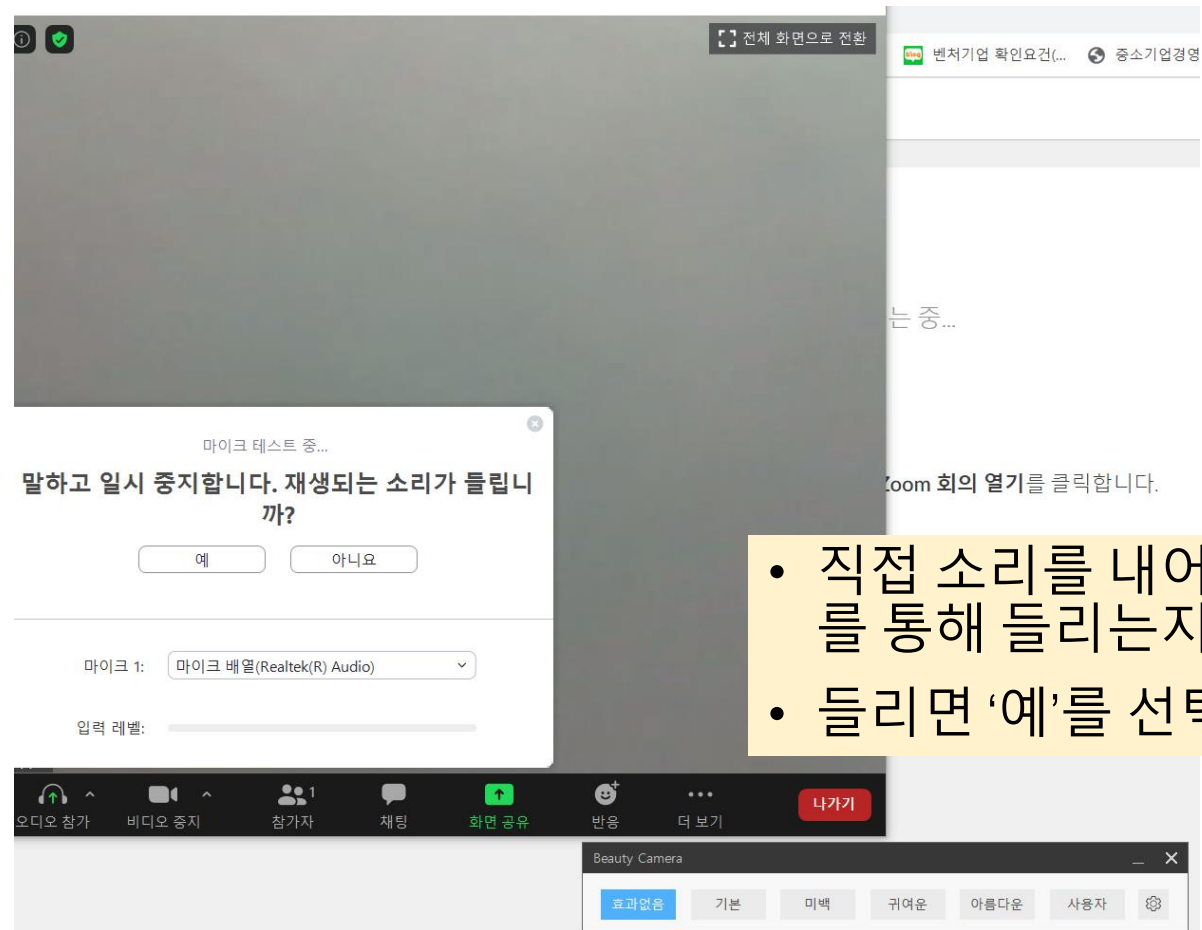 전체 화면으로 전환
벤처기업 확인요건(...
중소기업경영
는 중...
마이크 테스트 중...
말하고 일시 중지합니다. 재생되는 소리가 들립니
까?
예
아니요
Zoom 회의 열기를 클릭합니다.
• 직접 소리를 내어
를 통해 들리는지
• 들리면 ‘예’를 선택
마이크 1:
마이크 배열(Realtek(R) Audio)
입력 레벨:
오디오 참가
비디오 중지
1
참가자
채팅
화면 공유
반응
더 보기
나가기
Beauty Camera
효과없음
기본
미백
귀여운
아름다운
사용자